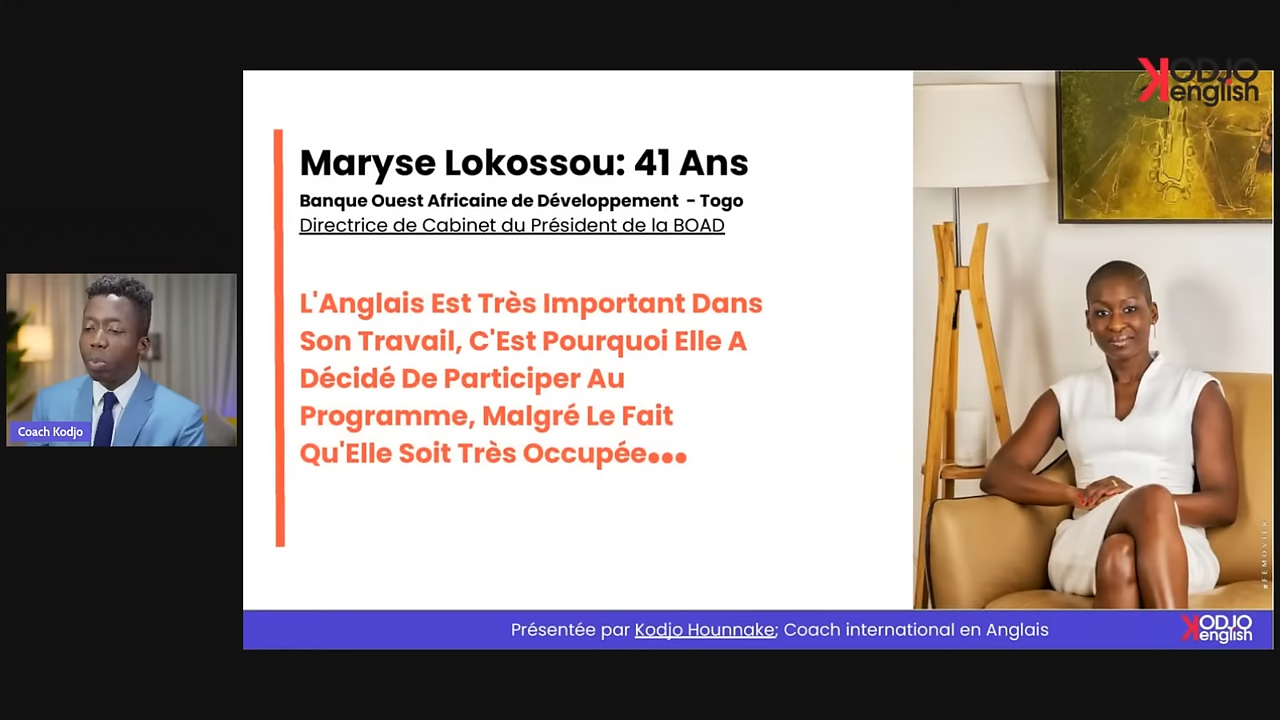 KODJO
english
Maryse Lokossou: 41 Ans
Banque Ouest Africaine de Développement - Togo
Directrice de Cabinet du Président de la BOAD
L'Anglais Est Très Important Dans
Son Travail, C'Est Pourquoi Elle A
Décidé De Participer Au
Programme, Malgré Le Fait
Qu'Elle Soit Très Occupée...
Coach Kodjo
Présentée par Kodjo Hounnake; Coach international en Anglais
KODJO
english